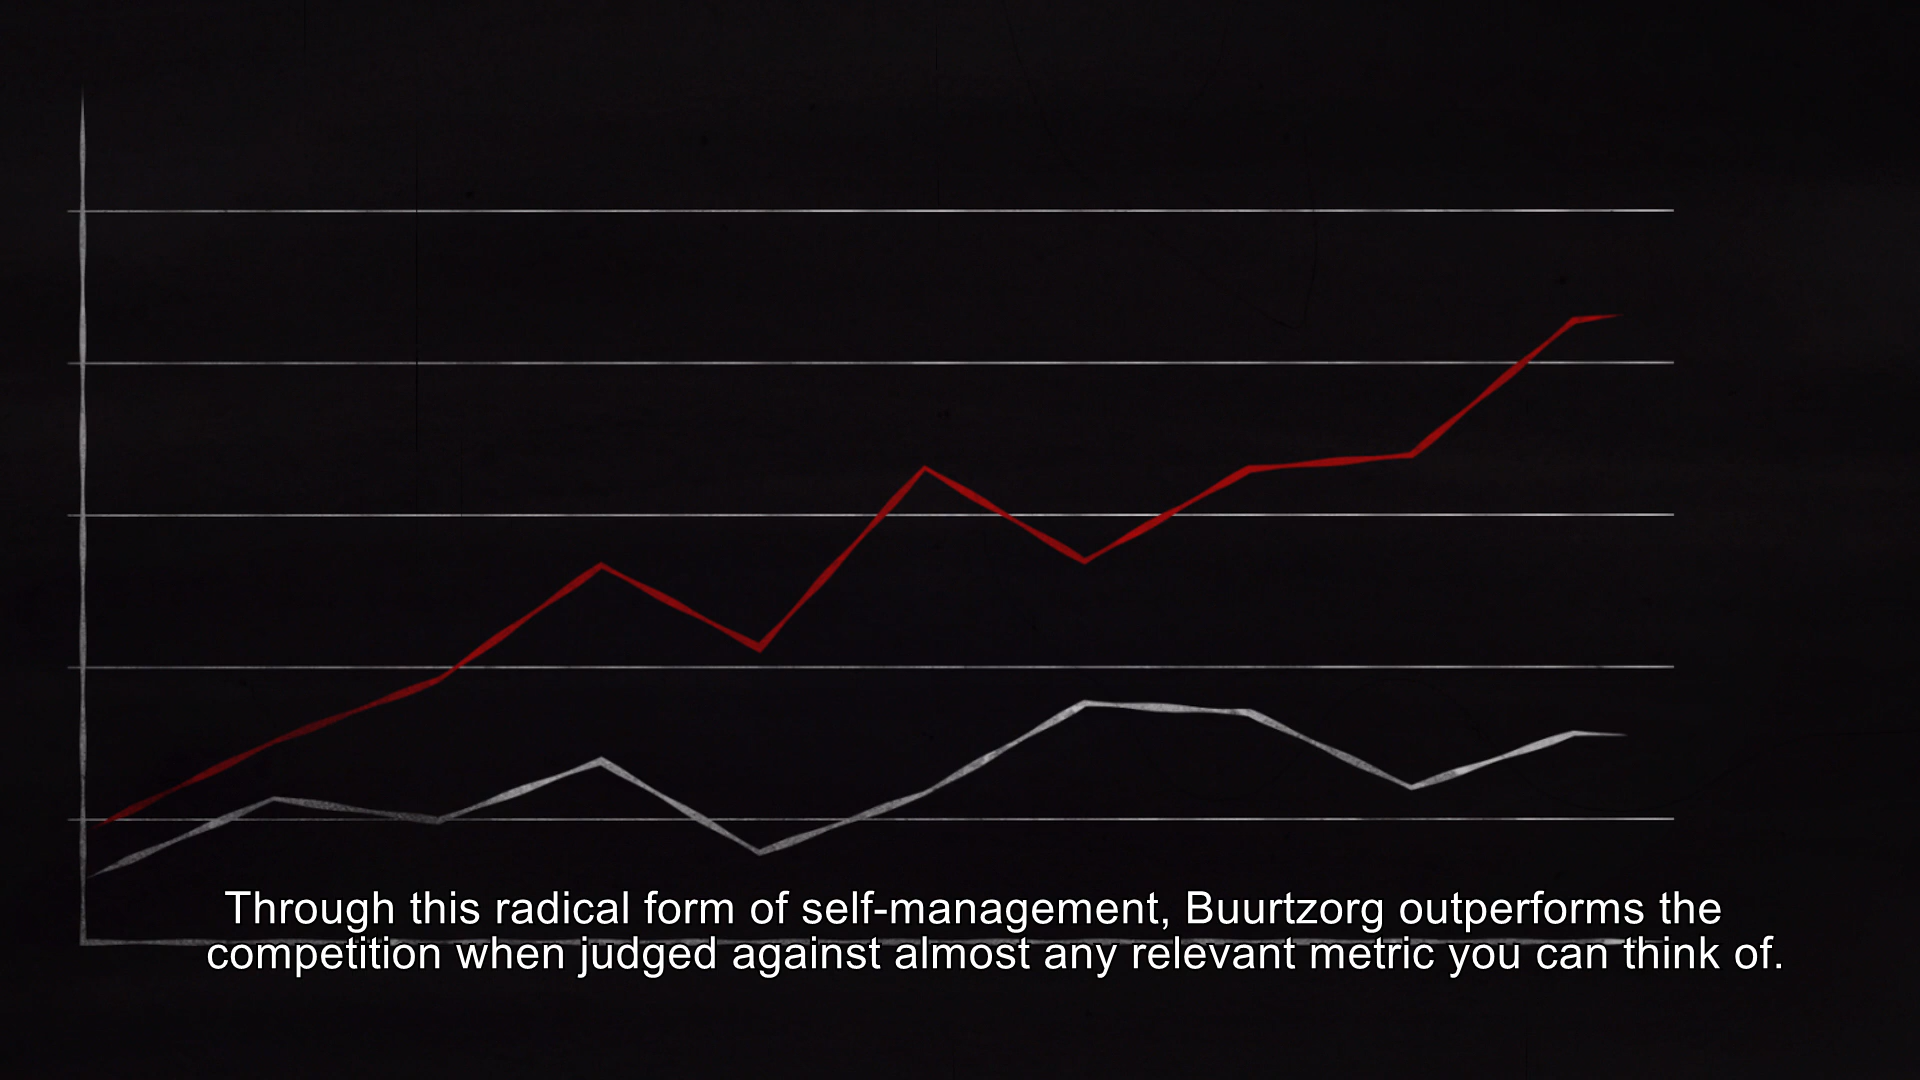 Through this radical form of self-management, Buurtzorg outperforms the
competition when judged against almost any relevant metric you can think of.